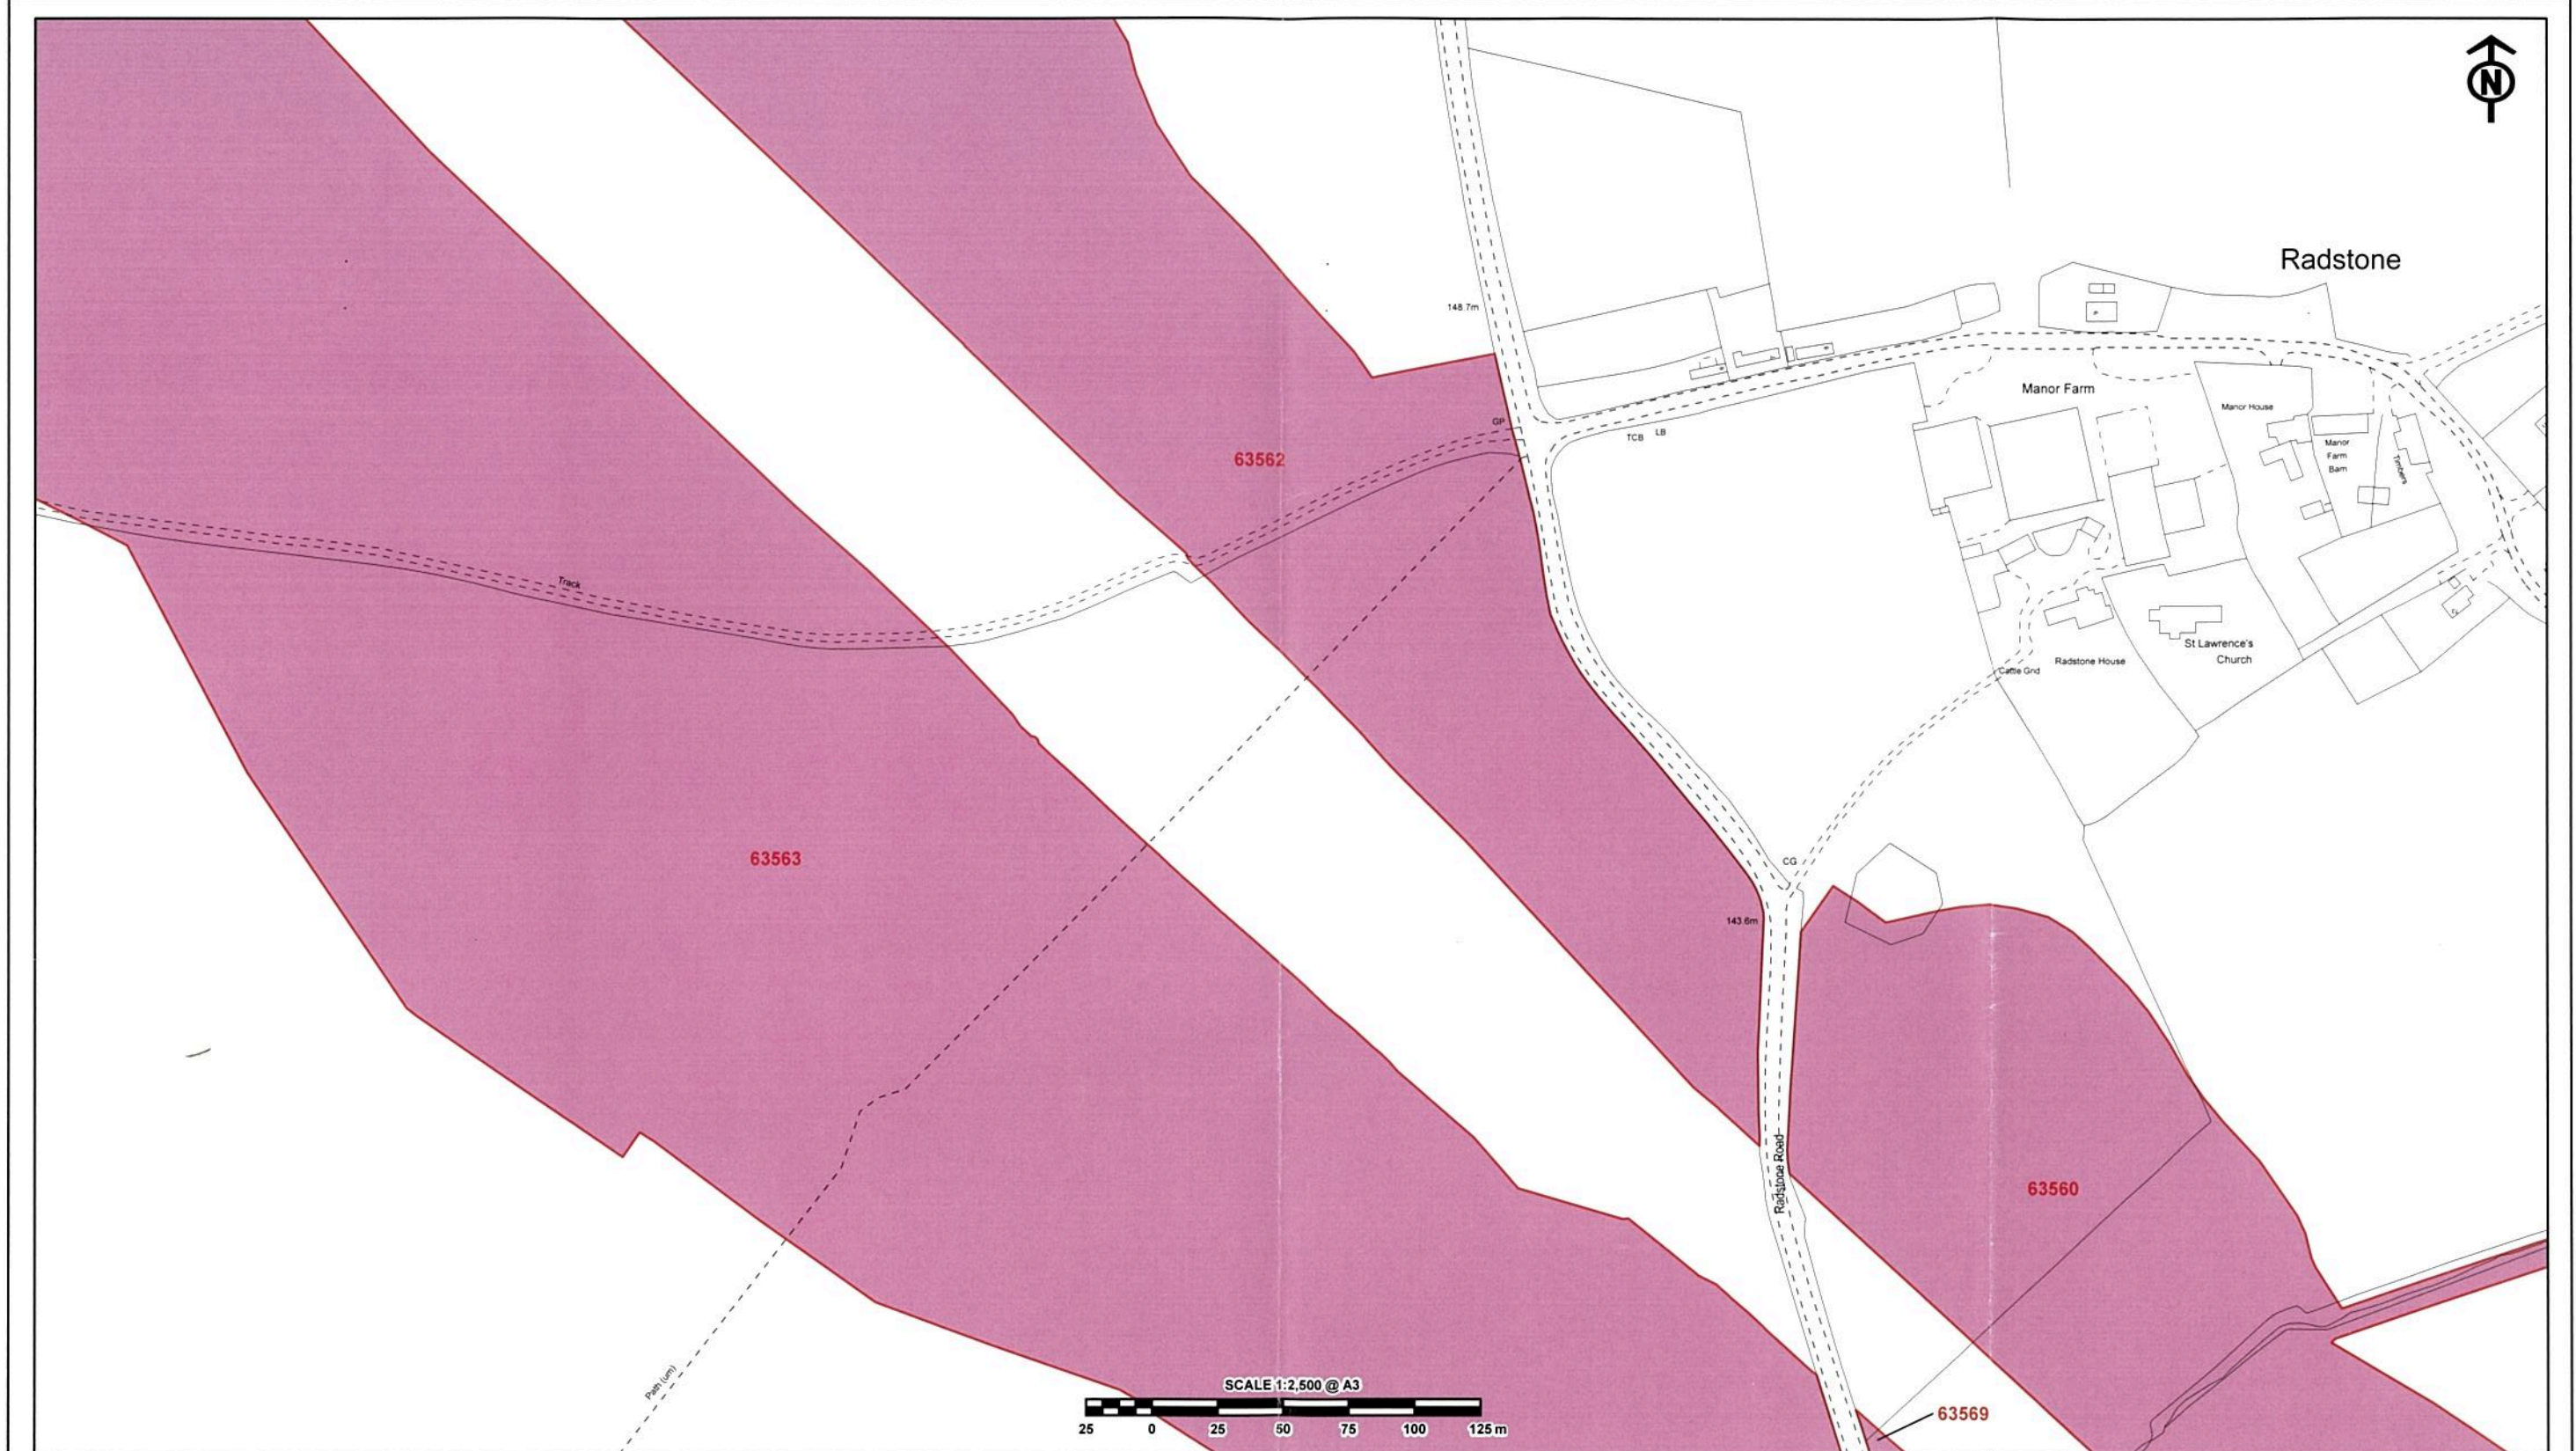 N
Radstone
148.7m
Manor Farm
Manor House
GP
TCB
LB
Manor
Farm
Barn
Timbers
63562
Track
St Lawrence's
Church
Radstone House
Cattle Grid
63563
CG
143.6m
Radstone Road
63560
Path (um)
SCALE 1:2,500 @ A3
25 0 25 50 75 100 125 m
63569